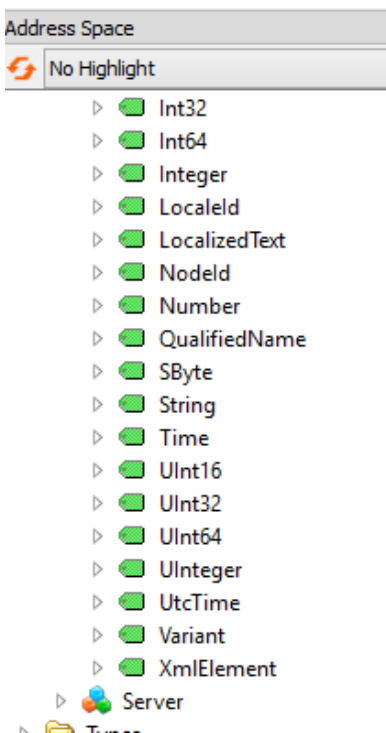 Address Space
No Highlight
Int32
Int64
Integer
LocaleId
LocalizedText
NodeId
Number
QualifiedName
SByte
String
Time
UInt16
UInt32
UInt64
UInteger
UtcTime
Variant
XmlElement
Server